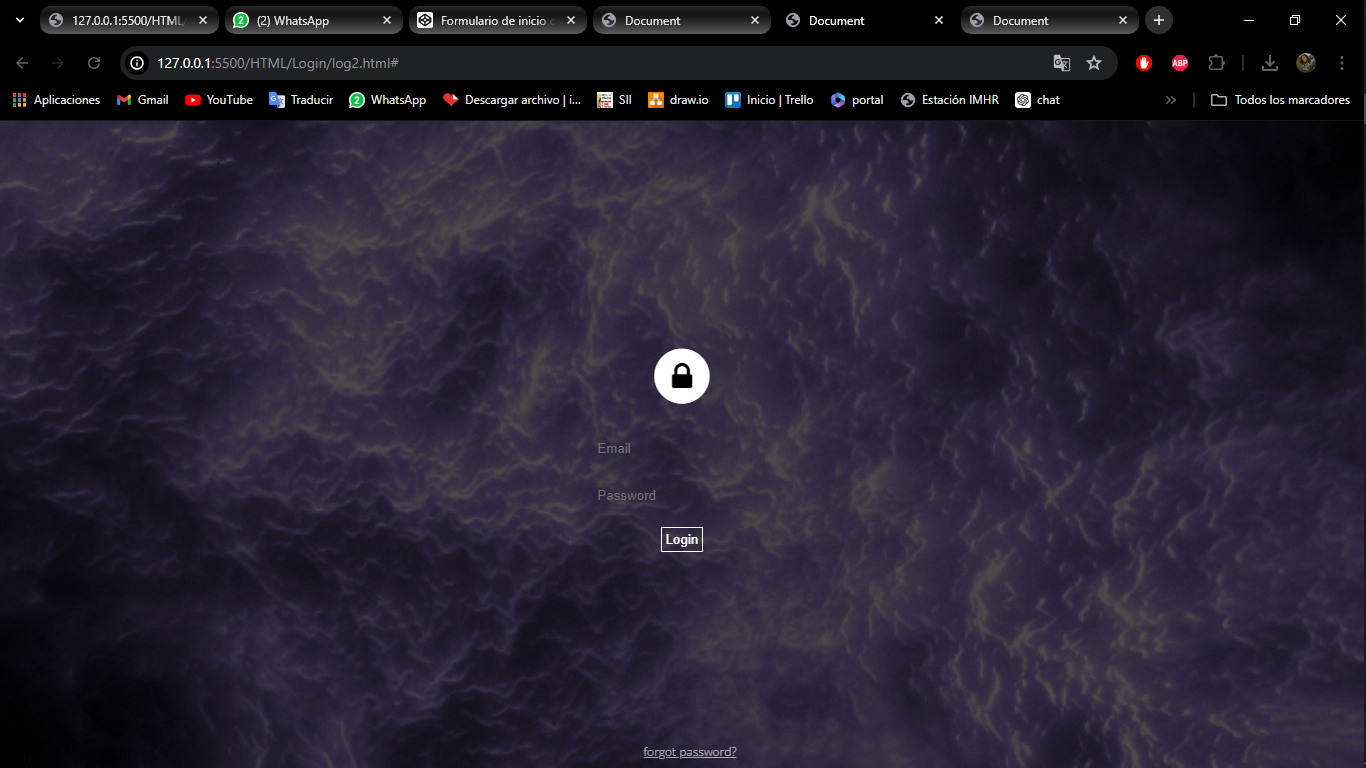 127.0.0.1:5500/HTML/
(2) WhatsApp
Formulario de inicio d
Document
Document
Document
127.0.0.1:5500/HTML/Login/log2.html#
ABP
Aplicaciones
Gmail
YouTube
Traducir
2
WhatsApp
Descargar archivo | i...
SII
draw.io
Inicio | Trello
portal
Estación IMHR
chat
Todos los marcadores
Email
Password
Login
forgot password?